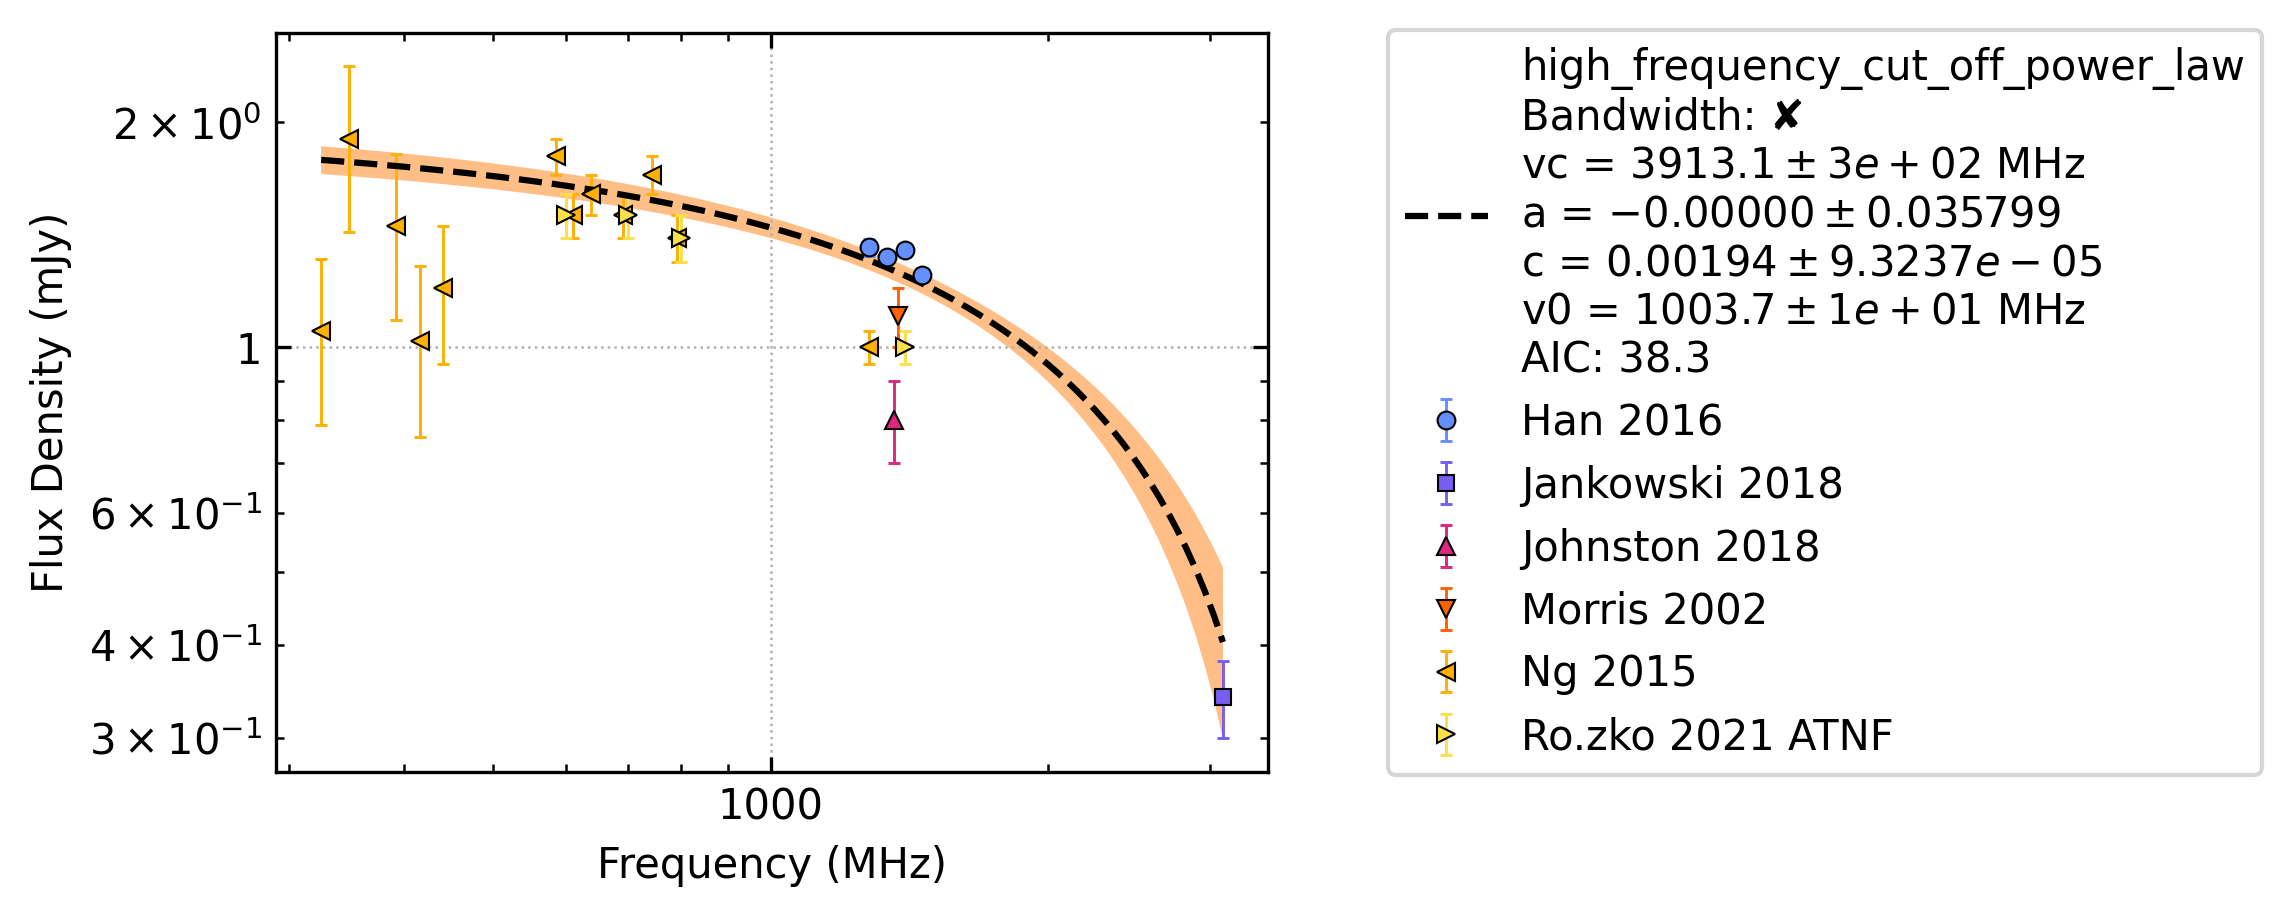 2 × 10⁰
1
6 × 10⁻¹
4 × 10⁻¹
3 × 10⁻¹
Flux Density (mJy)
1000
Frequency (MHz)
high_frequency_cut_off_power_law
Bandwidth: ✘
vc = 3913.1 ± 3e + 02 MHz
a = −0.00000 ± 0.035799
c = 0.00194 ± 9.3237e − 05
v0 = 1003.7 ± 1e + 01 MHz
AIC: 38.3
Han 2016
Jankowski 2018
Johnston 2018
Morris 2002
Ng 2015
Ro.zko 2021 ATNF